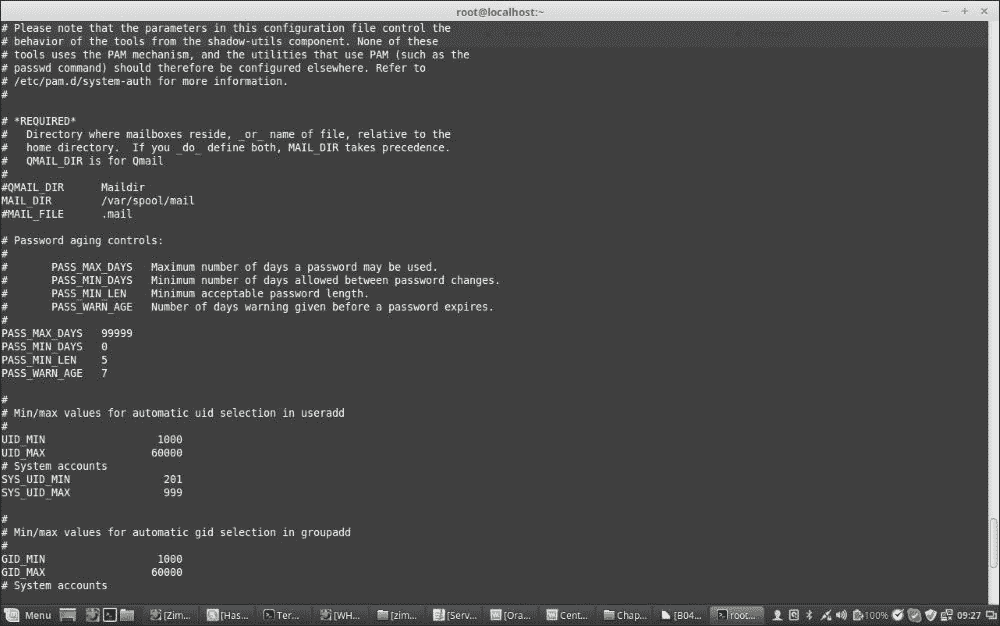 root@localhost:~
# Please note that the parameters in this configuration file control the
# behavior of the tools from the shadow-utils component. None of these
# tools uses the PAM mechanism, and the utilities that use PAM (such as the
# passwd command) should therefore be configured elsewhere. Refer to
# /etc/pam.d/system-auth for more information.
#
# *REQUIRED*
#   Directory where mailboxes reside, _or_ name of file, relative to the
#   home directory.  If you _do_ define both, MAIL_DIR takes precedence.
#   QMAIL_DIR is for Qmail
#
#QMAIL_DIR      Maildir
MAIL_DIR        /var/spool/mail
#MAIL_FILE      .mail
# Password aging controls:
#
#       PASS_MAX_DAYS   Maximum number of days a password may be used.
#       PASS_MIN_DAYS   Minimum number of days allowed between password changes.
#       PASS_MIN_LEN    Minimum acceptable password length.
#       PASS_WARN_AGE   Number of days warning given before a password expires.
#
PASS_MAX_DAYS   99999
PASS_MIN_DAYS   0
PASS_MIN_LEN    5
PASS_WARN_AGE   7
#
# Min/max values for automatic uid selection in useradd
#
UID_MIN                  1000
UID_MAX                 60000
# System accounts
SYS_UID_MIN               201
SYS_UID_MAX               999
#
# Min/max values for automatic gid selection in groupadd
#
GID_MIN                  1000
GID_MAX                 60000
# System accounts
Menu [Zim... [Has... Ter... [WH... [zim... [Serv... [Ora... Cent... Chap... [B04... root... 100% 09:27